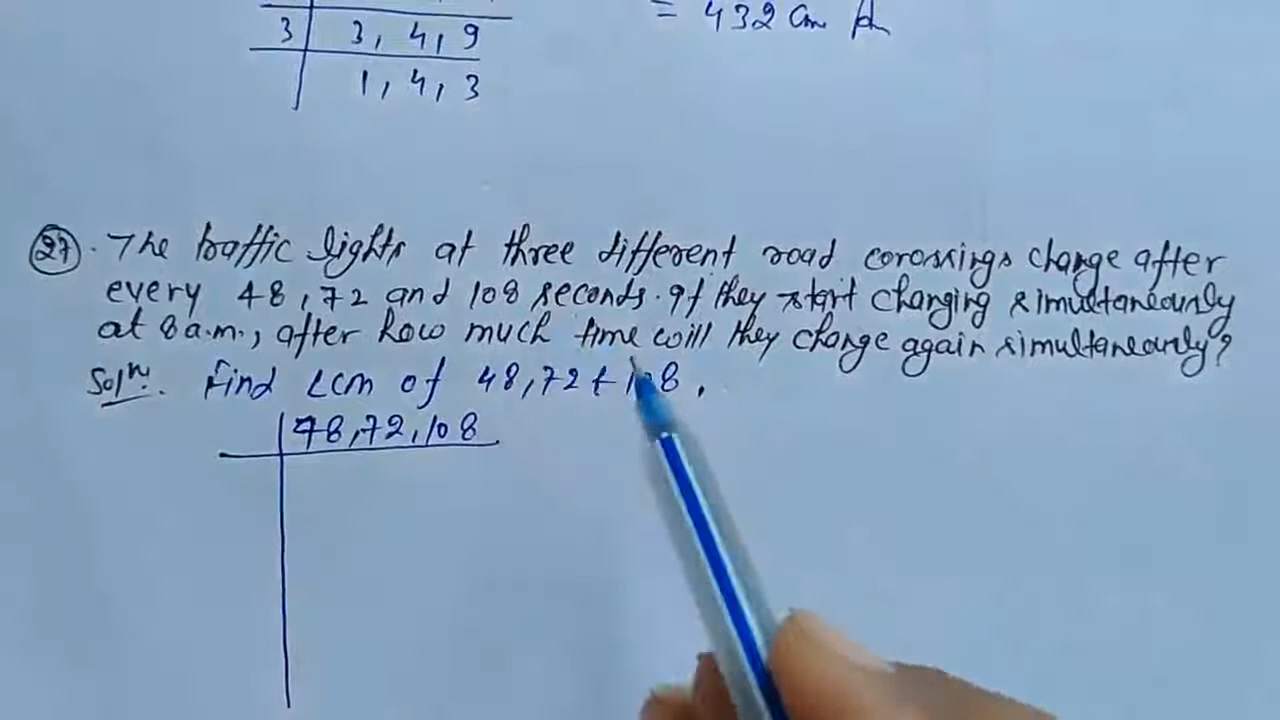 3 | 3, 4, 9
1, 4, 3
= 432 cm
27. The traffic lights at three different road corossings change after
every 48, 72 and 108 seconds. If they start changing simultaneously
at 8 a.m., after how much time will they change again simultaneously?
Solⁿ. Find LCM of 48, 72 & 108.
48, 72, 108